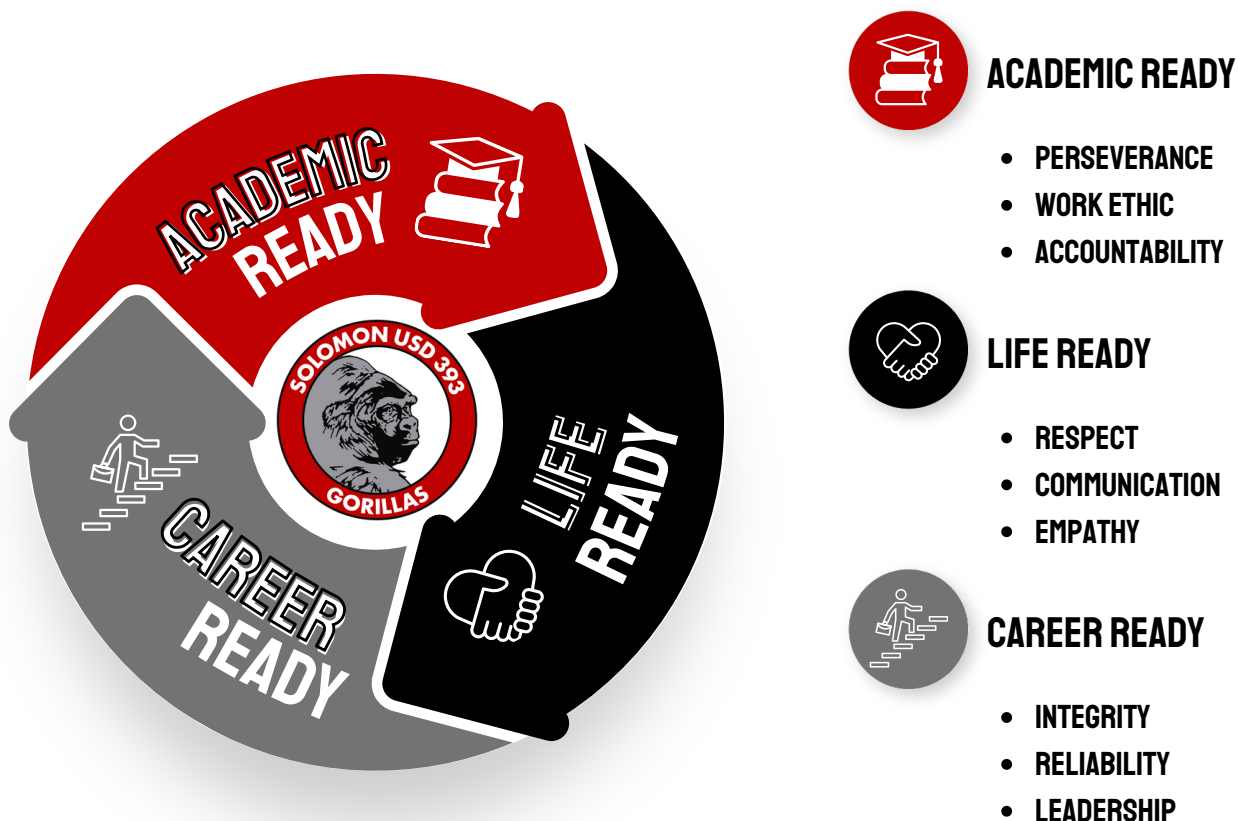 ACADEMIC
READY
LIFE
READY
CAREER
READY
SOLOMON USD 393
GORILLAS
ACADEMIC READY
• PERSEVERANCE
• WORK ETHIC
• ACCOUNTABILITY
LIFE READY
• RESPECT
• COMMUNICATION
• EMPATHY
CAREER READY
• INTEGRITY
• RELIABILITY
• LEADERSHIP